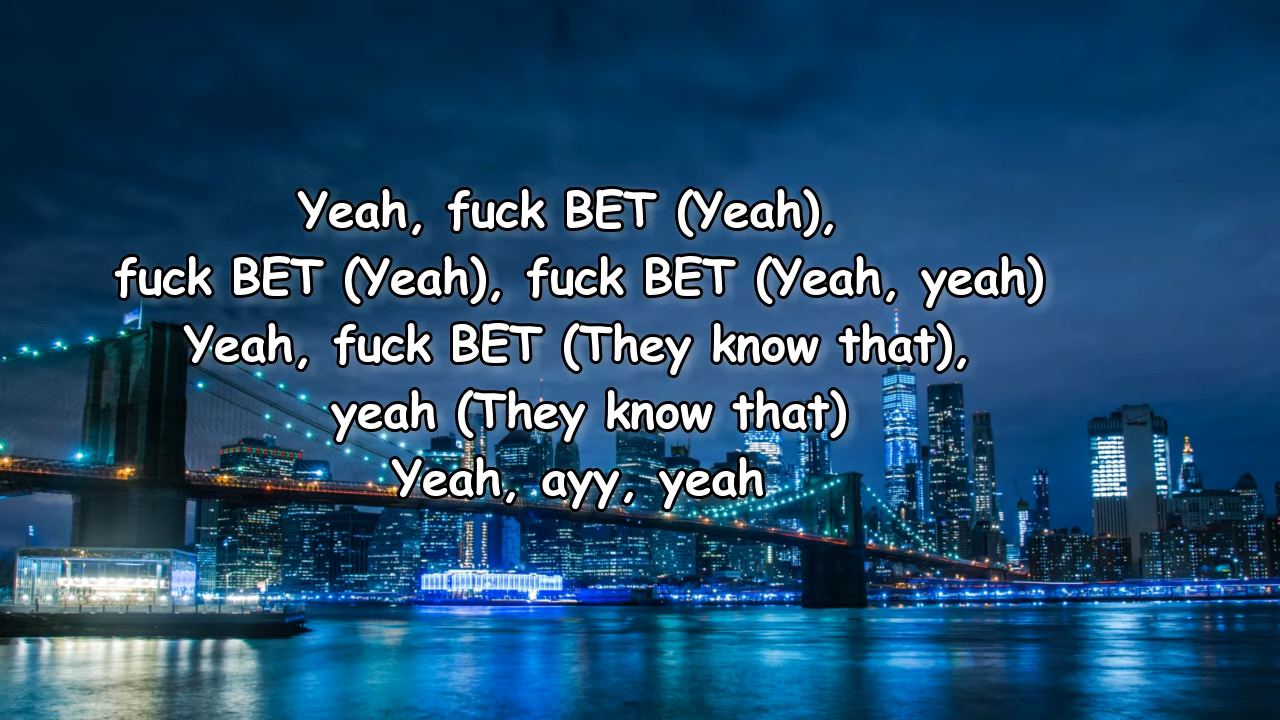 Yeah, fuck BET (Yeah),
fuck BET (Yeah), fuck BET (Yeah, yeah)
Yeah, fuck BET (They know that),
yeah (They know that)
Yeah, ayy, yeah